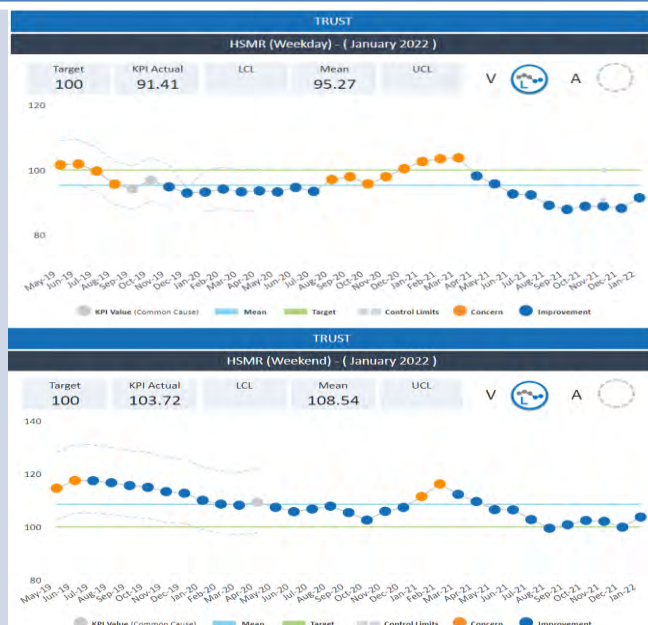 TRUST
HSMR (Weekday) - ( January 2022 )
Target KPI Actual LCL Mean UCL
100 91.41 95.27
V L A
120
100
80
May-19 Jun-19 Jul-19 Aug-19 Sep-19 Oct-19 Nov-19 Dec-19 Jan-20 Feb-20 Mar-20 Apr-20 May-20 Jun-20 Jul-20 Aug-20 Sep-20 Oct-20 Nov-20 Dec-20 Jan-21 Feb-21 Mar-21 Apr-21 May-21 Jun-21 Jul-21 Aug-21 Sep-21 Oct-21 Nov-21 Dec-21 Jan-22
KPI Value (Common Cause) Mean Target Control Limits Concern Improvement
TRUST
HSMR (Weekend) - ( January 2022 )
Target KPI Actual LCL Mean UCL
100 103.72 108.54
V L A
140
120
100
80
May-19 Jun-19 Jul-19 Aug-19 Sep-19 Oct-19 Nov-19 Dec-19 Jan-20 Feb-20 Mar-20 Apr-20 May-20 Jun-20 Jul-20 Aug-20 Sep-20 Oct-20 Nov-20 Dec-20 Jan-21 Feb-21 Mar-21 Apr-21 May-21 Jun-21 Jul-21 Aug-21 Sep-21 Oct-21 Nov-21 Dec-21 Jan-22
KPI Value (Common Cause) Mean Target Control Limits Concern Improvement